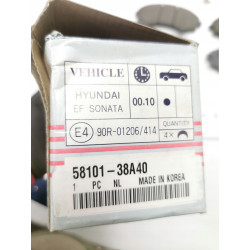 VEHICLE
HYUNDAI
EF SONATA
00.10
QUANTITY
E4 90R-01206/414
58101-38A40
1 PC NL MADE IN KOREA